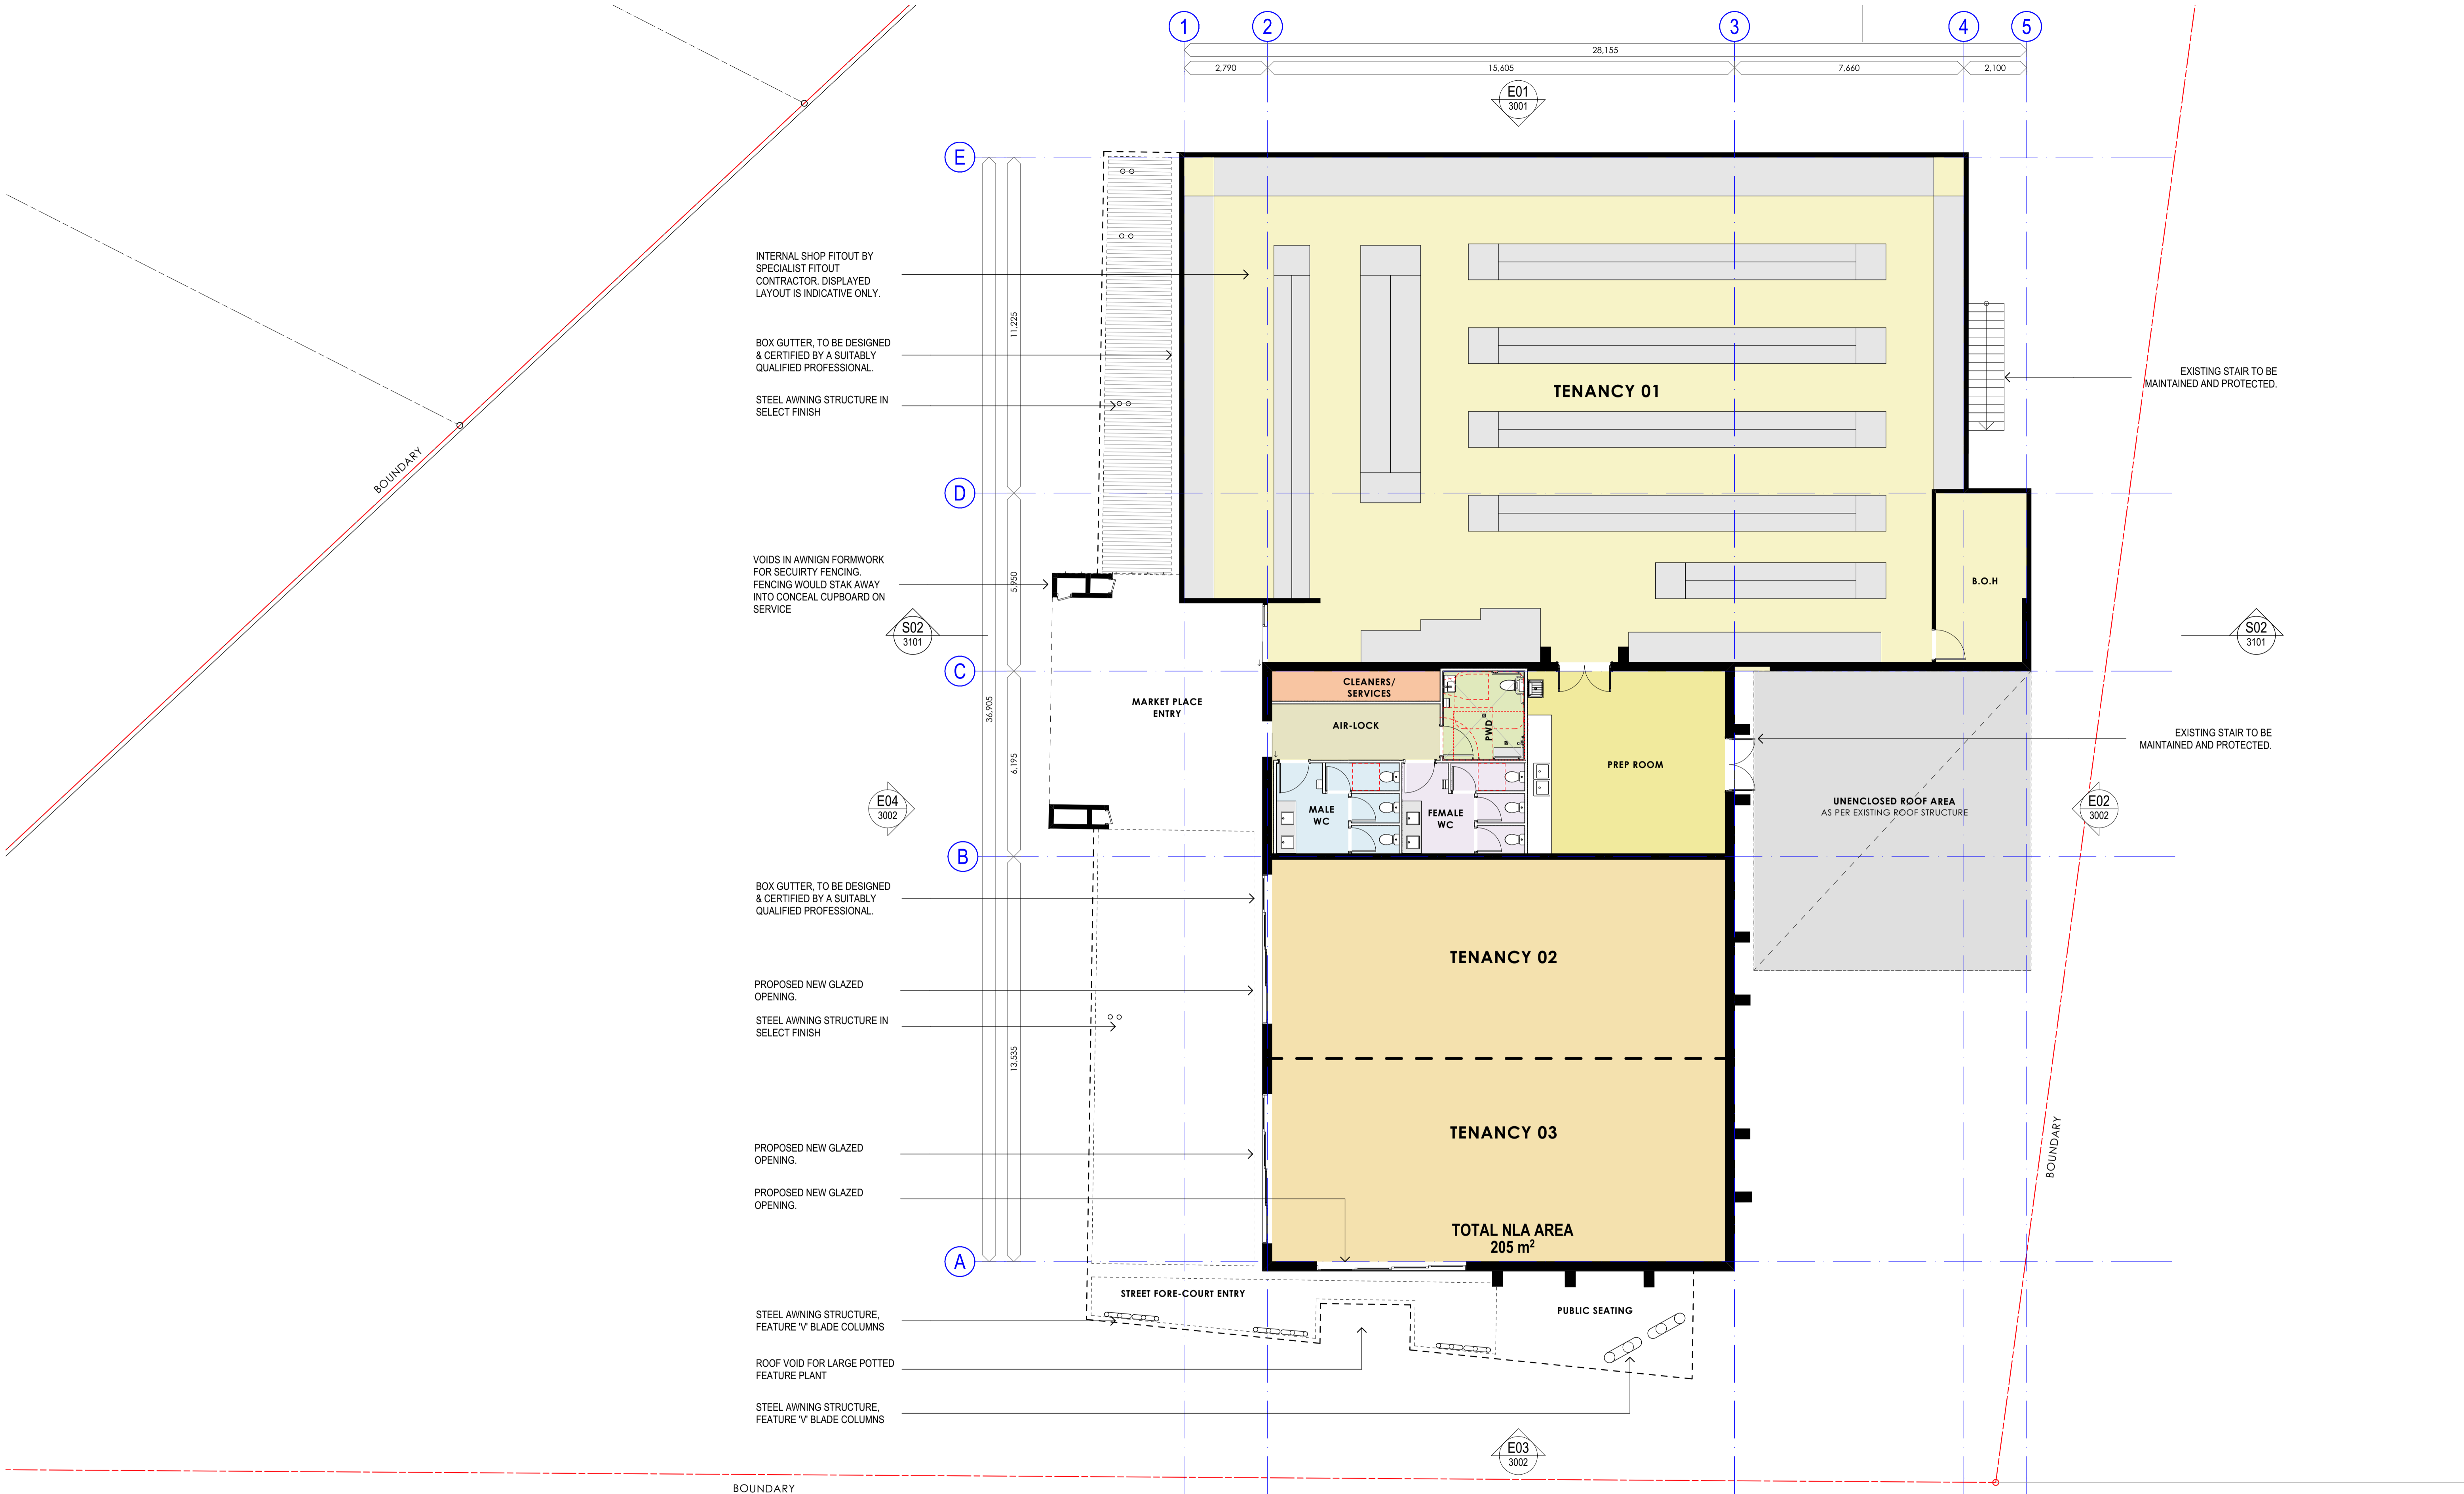 1
2
3
4
5
28,155
2,790
15,605
7,660
2,100
E01
3001
E
INTERNAL SHOP FITOUT BY
SPECIALIST FITOUT
CONTRACTOR. DISPLAYED
LAYOUT IS INDICATIVE ONLY.
11,225
BOX GUTTER, TO BE DESIGNED
& CERTIFIED BY A SUITABLY
QUALIFIED PROFESSIONAL.
EXISTING STAIR TO BE
MAINTAINED AND PROTECTED.
TENANCY 01
STEEL AWNING STRUCTURE IN
SELECT FINISH
BOUNDARY
D
VOIDS IN AWNIGN FORMWORK
FOR SECUIRTY FENCING.
FENCING WOULD STAK AWAY
INTO CONCEAL CUPBOARD ON
SERVICE
5,950
B.O.H
S02
3101
S02
3101
C
CLEANERS/
SERVICES
MARKET PLACE
ENTRY
36,905
AIR-LOCK
PWD
EXISTING STAIR TO BE
MAINTAINED AND PROTECTED.
6,195
PREP ROOM
E04
3002
MALE
WC
FEMALE
WC
UNENCLOSED ROOF AREA
AS PER EXISTING ROOF STRUCTURE
E02
3002
B
BOX GUTTER, TO BE DESIGNED
& CERTIFIED BY A SUITABLY
QUALIFIED PROFESSIONAL.
TENANCY 02
PROPOSED NEW GLAZED
OPENING.
STEEL AWNING STRUCTURE IN
SELECT FINISH
13,535
TENANCY 03
PROPOSED NEW GLAZED
OPENING.
BOUNDARY
PROPOSED NEW GLAZED
OPENING.
TOTAL NLA AREA
205 m²
A
STREET FORE-COURT ENTRY
PUBLIC SEATING
STEEL AWNING STRUCTURE,
FEATURE 'V' BLADE COLUMNS
ROOF VOID FOR LARGE POTTED
FEATURE PLANT
STEEL AWNING STRUCTURE,
FEATURE 'V' BLADE COLUMNS
E03
3002
BOUNDARY